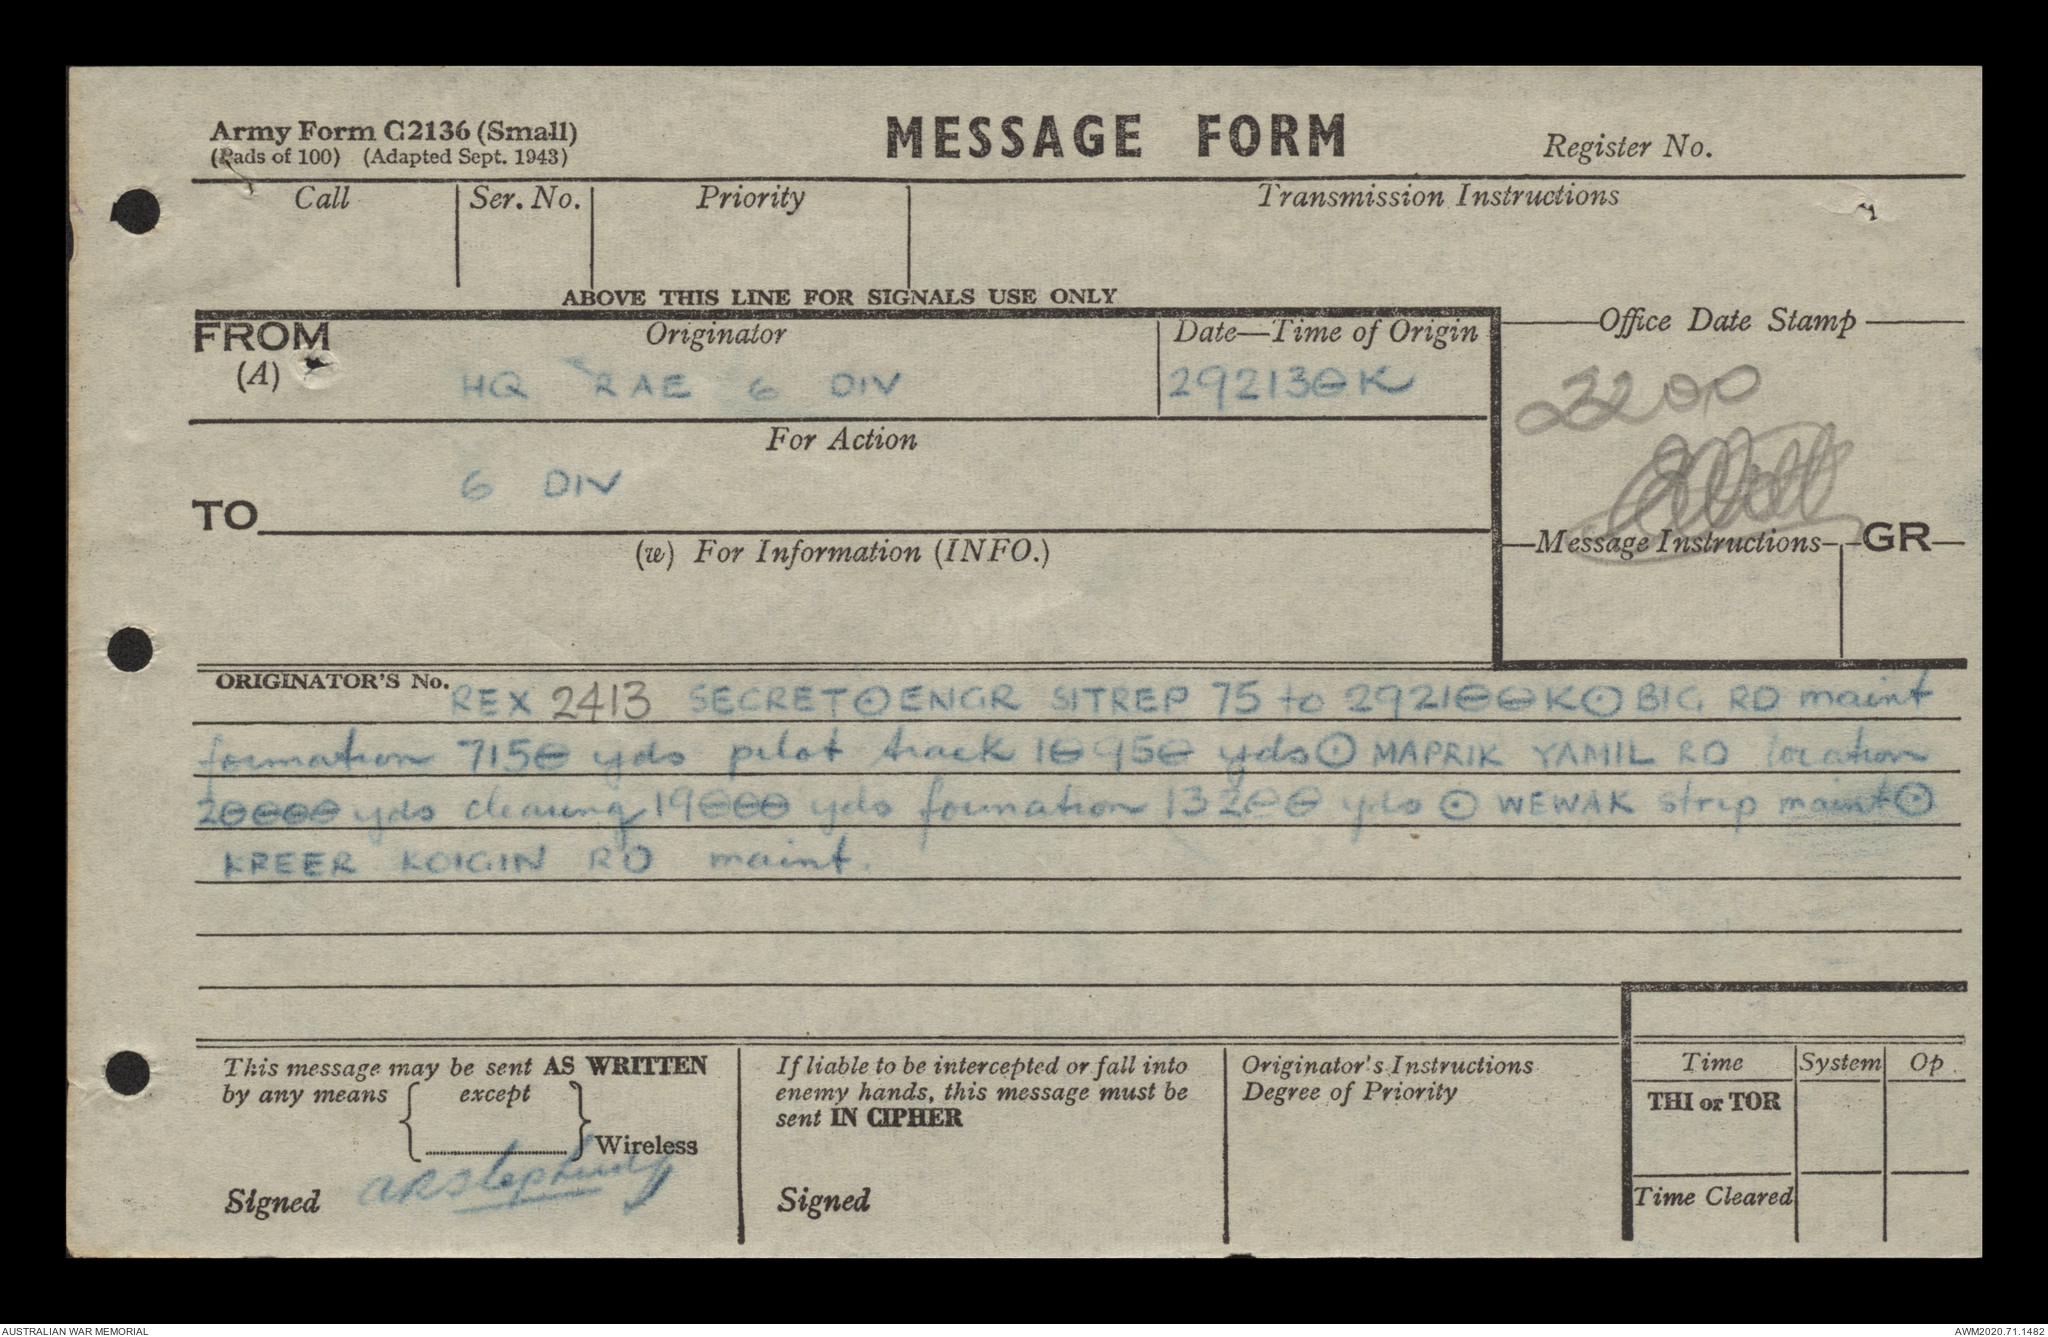 Army Form C2136 (Small)
(Pads of 100) (Adapted Sept. 1943)
MESSAGE FORM
Register No.
Call
Ser. No.
Priority
Transmission Instructions
ABOVE THIS LINE FOR SIGNALS USE ONLY
FROM
(A)
Originator
HQ RAE 6 DIV
Date—Time of Origin
292130K
Office Date Stamp
2200
For Action
TO
6 DIV
(w) For Information (INFO.)
Message Instructions
GR
ORIGINATOR'S No.
REX 2413 SECRET⊙ENGR SITREP 75 to 292100K⊙BIG RD maint
formation 7150 yds pilot track 10950 yds⊙ MAPRIK YAMIL RD location
20000 yds clearing 19000 yds formation 13200 yds ⊙ WEWAK strip maint⊙
KREER KOIGIN RD maint.
This message may be sent AS WRITTEN
by any means { except
} Wireless
Signed
If liable to be intercepted or fall into
enemy hands, this message must be
sent IN CIPHER
Signed
Originator's Instructions
Degree of Priority
Time
System
Op
THI or TOR
Time Cleared
AUSTRALIAN WAR MEMORIAL
AWM2020.71.1482